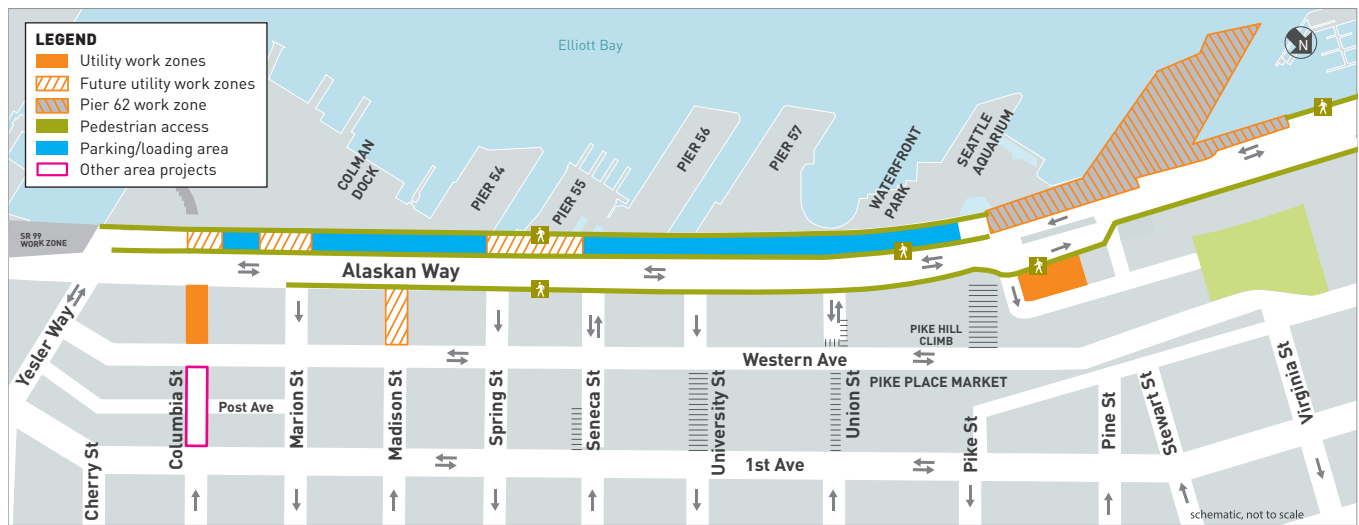 LEGEND
Utility work zones
Future utility work zones
Pier 62 work zone
Pedestrian access
Parking/loading area
Other area projects
Elliott Bay
N
COLMAN
DOCK
PIER 54
PIER 55
PIER 56
PIER 57
WATERFRONT
PARK
SEATTLE
AQUARIUM
SR 99
WORK ZONE
Alaskan Way
Yesler Way
PIKE HILL
CLIMB
Western Ave
PIKE PLACE MARKET
Post Ave
Cherry St
Columbia St
Marion St
Madison St
Spring St
Seneca St
University St
Union St
Pike St
Pine St
Stewart St
Virginia St
1st Ave
schematic, not to scale